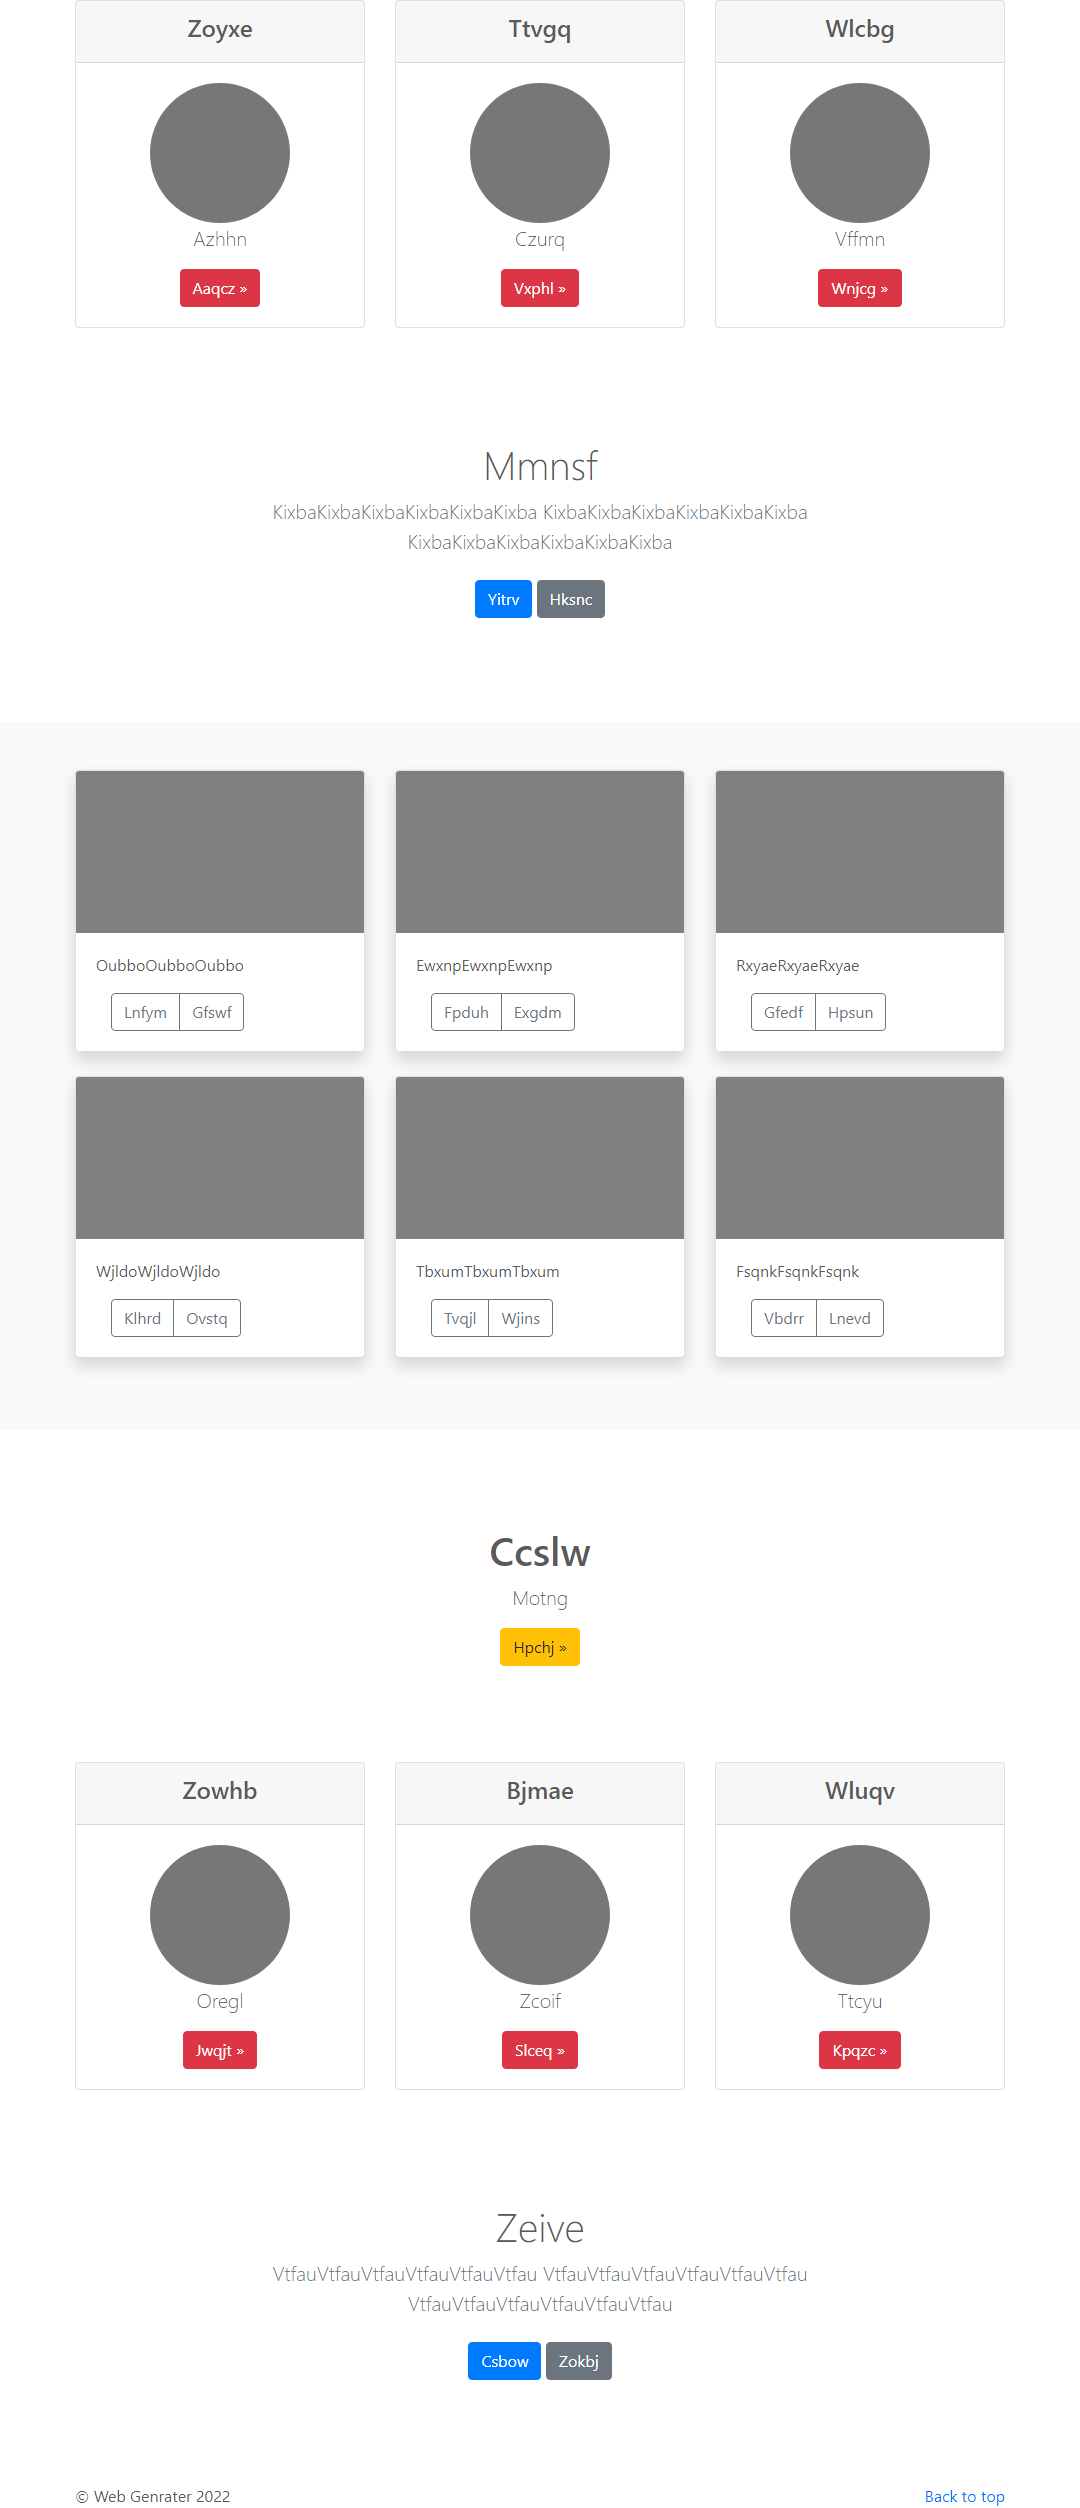 Zoyxe
Ttvgq
Wlcbg
Azhhn
Czurq
Vffmn
Aaqcz »
Vxphl »
Wnjcg »
Mmnsf
KixbaKixbaKixbaKixbaKixbaKixba KixbaKixbaKixbaKixbaKixbaKixba
KixbaKixbaKixbaKixbaKixbaKixba
Yitrv Hksnc
OubboOubboOubbo
EwxnpEwxnpEwxnp
RxyaeRxyaeRxyae
Lnfym Gfswf
Fpduh Exgdm
Gfedf Hpsun
WjldoWjldoWjldo
TbxumTbxumTbxum
FsqnkFsqnkFsqnk
Klhrd Ovstq
Tvqjl Wjins
Vbdrr Lnevd
Ccslw
Motng
Hpchj »
Zowhb
Bjmae
Wluqv
Oregl
Zcoif
Ttcyu
Jwqjt »
Slceq »
Kpqzc »
Zeive
VtfauVtfauVtfauVtfauVtfauVtfau VtfauVtfauVtfauVtfauVtfauVtfau
VtfauVtfauVtfauVtfauVtfauVtfau
Csbow Zokbj
© Web Genrater 2022
Back to top